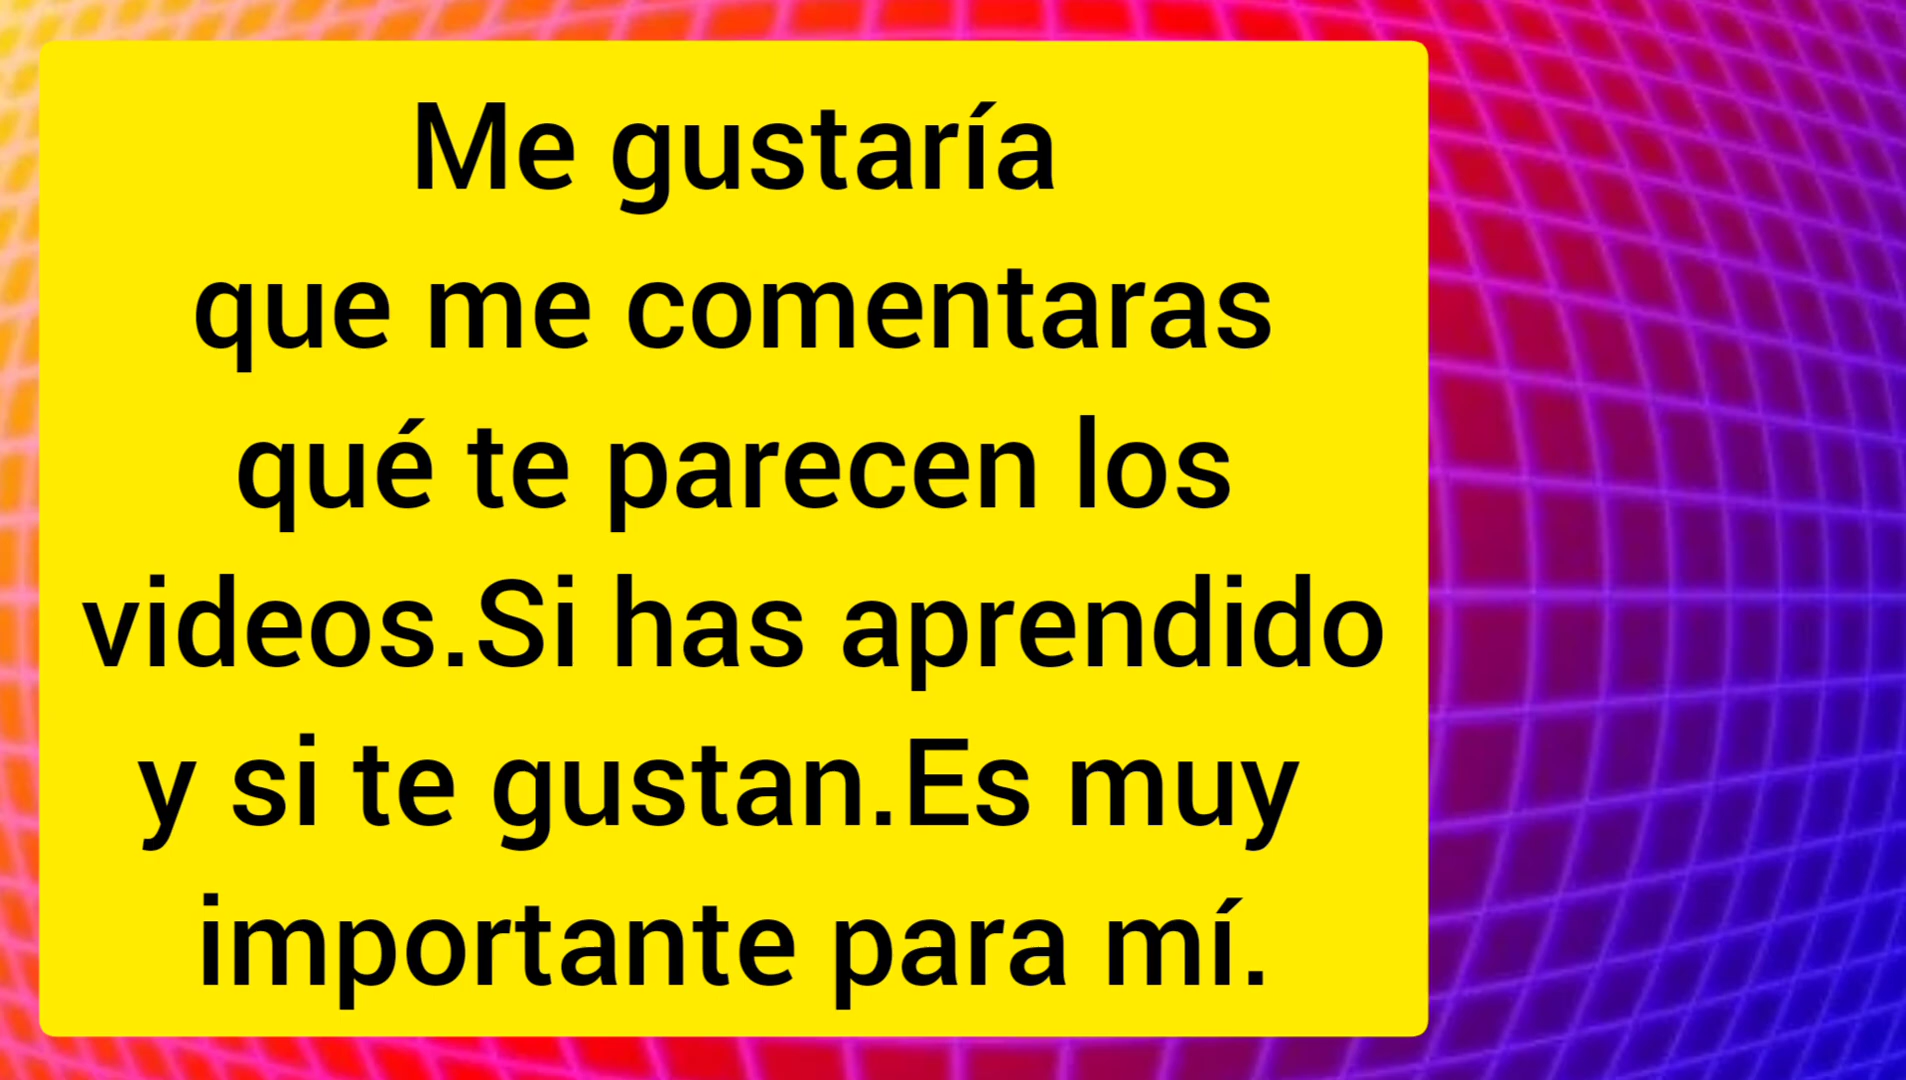 Me gustaría
que me comentaras
qué te parecen los
videos.Si has aprendido
y si te gustan.Es muy
importante para mí.